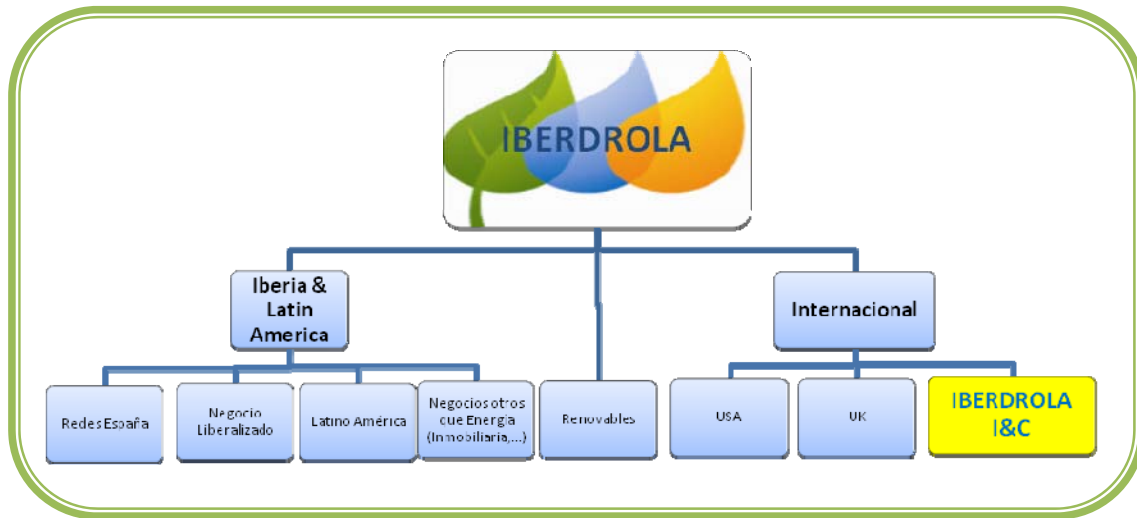 IBERDROLA
Iberia &
Latin
America
Internacional
Redes España
Negocio
Liberalizado
Latino América
Negocios otros
que Energía
(Inmobiliaria,...)
Renovables
USA
UK
IBERDROLA
I&C